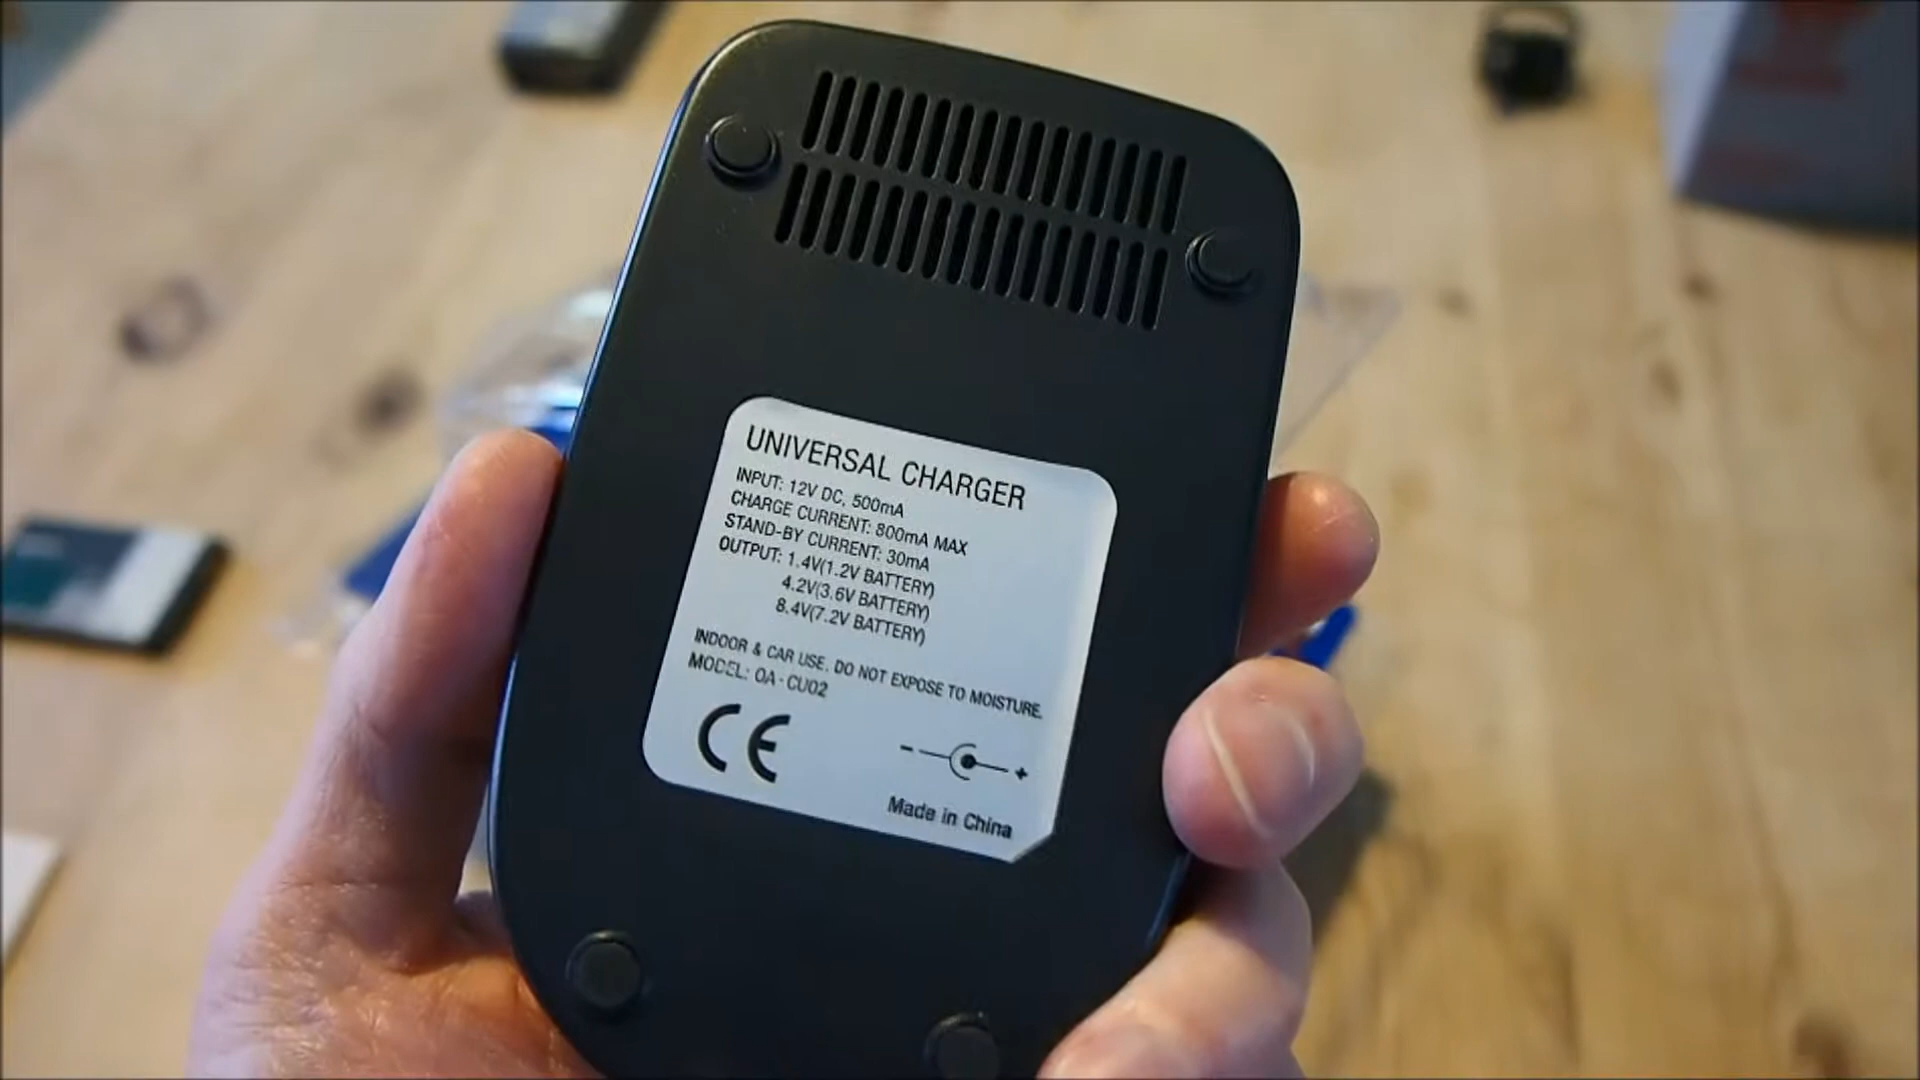 UNIVERSAL CHARGER
INPUT: 12V DC, 500mA
CHARGE CURRENT: 800mA MAX
STAND-BY CURRENT: 30mA
OUTPUT: 1.4V(1.2V BATTERY)
4.2V(3.6V BATTERY)
8.4V(7.2V BATTERY)
INDOOR & CAR USE. DO NOT EXPOSE TO MOISTURE.
MODEL: OA-CU02
CE
- +
Made in China